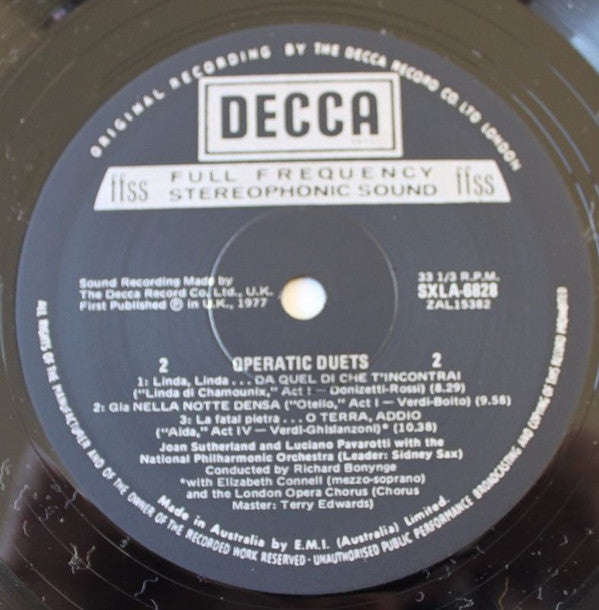 ORIGINAL RECORDING BY THE DECCA RECORD CO. LTD LONDON
DECCA
ffss FULL FREQUENCY STEREOPHONIC SOUND ffss
Sound Recording Made by
The Decca Record Co. Ltd., U.K.
First Published Ⓟ in U.K., 1977
33 1/3 R.P.M.
SXLA-6828
ZAL15382
2 OPERATIC DUETS 2
1: Linda, Linda . . . DA QUEL DI CHE T'INCONTRAI
("Linda di Chamounix," Act I — Donizetti-Rossi) (8.29)
2: Gia NELLA NOTTE DENSA ("Otello," Act I — Verdi-Boito) (9.58)
3: La fatal pietra . . . O TERRA, ADDIO
("Aida," Act IV — Verdi-Ghislanzoni)* (10.38)
Joan Sutherland and Luciano Pavarotti with the
National Philharmonic Orchestra (Leader: Sidney Sax)
Conducted by Richard Bonynge
*with Elizabeth Connell (mezzo-soprano)
and the London Opera Chorus (Chorus
Master: Terry Edwards)
Made in Australia by E.M.I. (Australia) Limited.
ALL RIGHTS OF THE MANUFACTURER AND OF THE OWNER OF THE RECORDED WORK RESERVED - UNAUTHORISED PUBLIC PERFORMANCE BROADCASTING AND COPYING OF THIS SOUND PROHIBITED